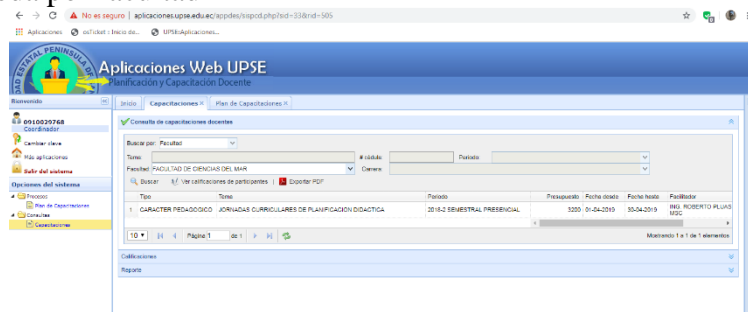 No es seguro | aplicaciones.upse.edu.ec/appdes/sispcd.php?sid=33&rid=505
Aplicaciones osTicket :: Inicio de... UPSEoAplicaciones...
Aplicaciones Web UPSE
Planificación y Capacitación Docente
Bienvenido
Inicio Capacitaciones × Plan de Capacitaciones ×
0910029768
Coordinador
Cambiar clave
Más aplicaciones
Salir del sistema
Opciones del sistema
Procesos
Plan de Capacitaciones
Consultas
Capacitaciones
Consulta de capacitaciones docentes
Buscar por: Facultad
Tema # cédula Periodo
Facultad FACULTAD DE CIENCIAS DEL MAR Carrera
Buscar Ver calificaciones de participantes | Exportar PDF
Tipo Tema Periodo Presupuesto Fecha desde Fecha hasta Facilitador
1 CARACTER PEDAGOGICO JORNADAS CURRICULARES DE PLANIFICACION DIDACTICA 2018-2 SEMESTRAL PRESENCIAL 3200 01-04-2019 30-04-2019 ING. ROBERTO PLUAS
MSC
10 Página 1 de 1 Mostrando 1 a 1 de 1 elementos
Calificaciones
Reporte